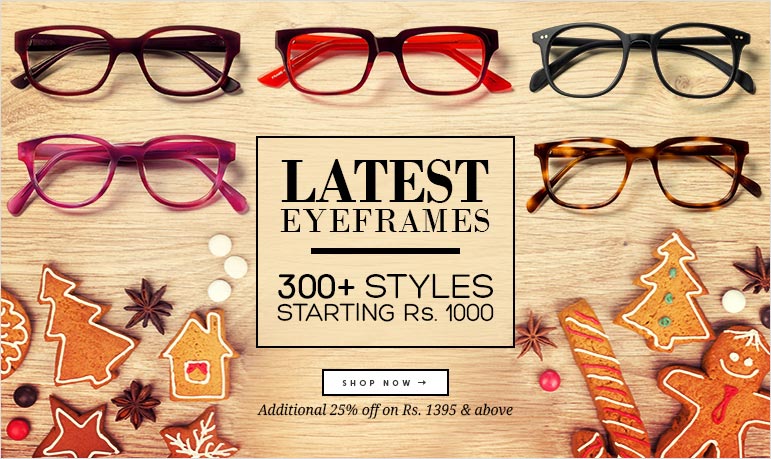 LATEST
EYEFRAMES
300+ STYLES
STARTING Rs. 1000
SHOP NOW →
Additional 25% off on Rs. 1395 & above